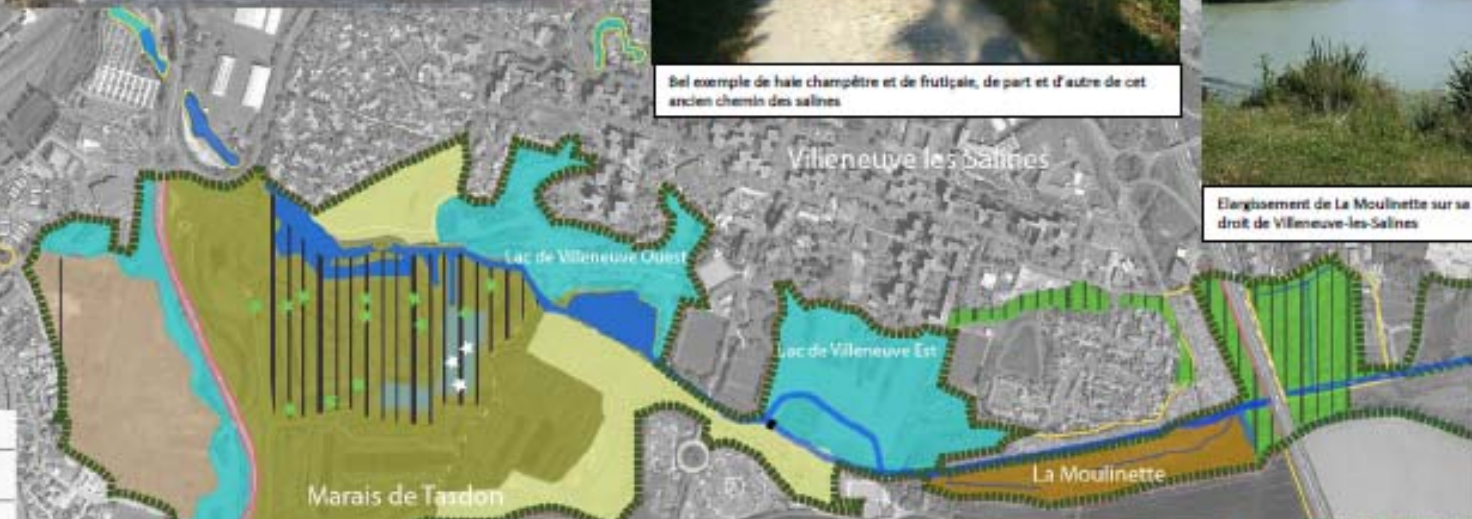 Bel exemple de haie champêtre et de frutiçaie, de part et d'autre de cet
ancien chemin des salines
Villeneuve les Salines
Elargissement de La Moulinette sur sa
droit de Villeneuve-les-Salines
Lac de Villeneuve Ouest
Lac de Villeneuve Est
La Moulinette
Marais de Tasdon